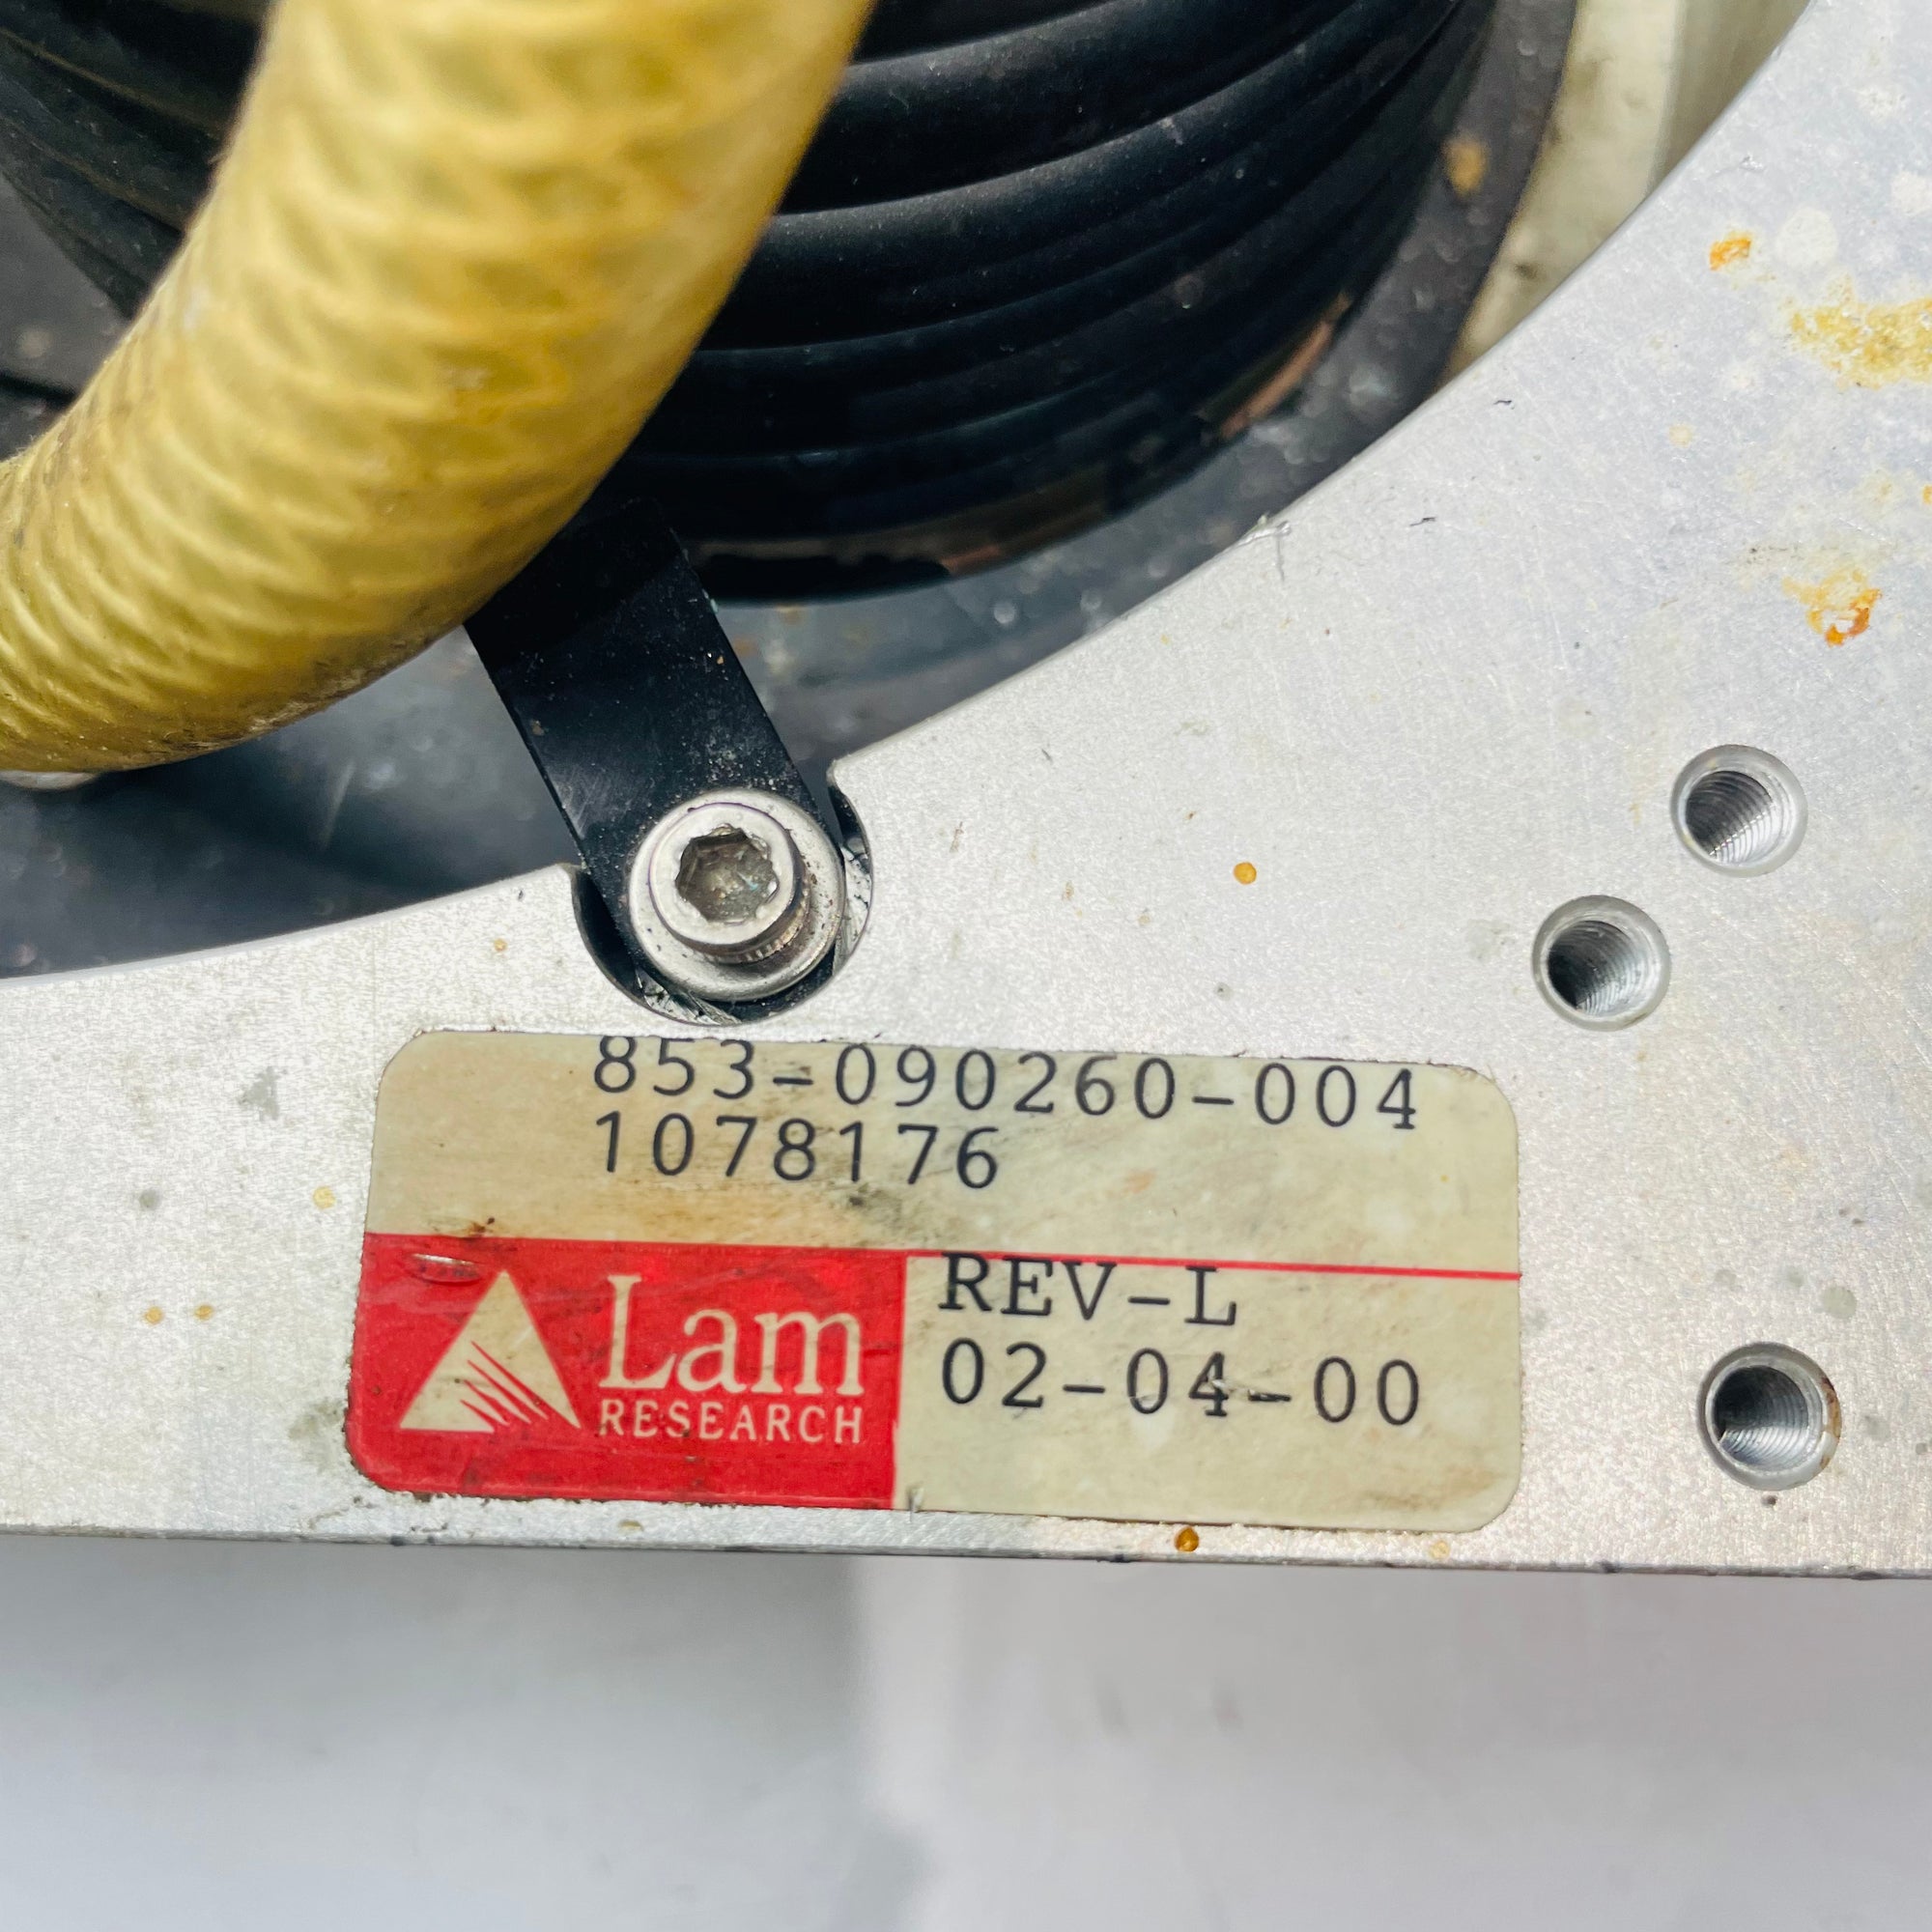 853-090260-004
1078176
Lam
RESEARCH
REV-L
02-04-00